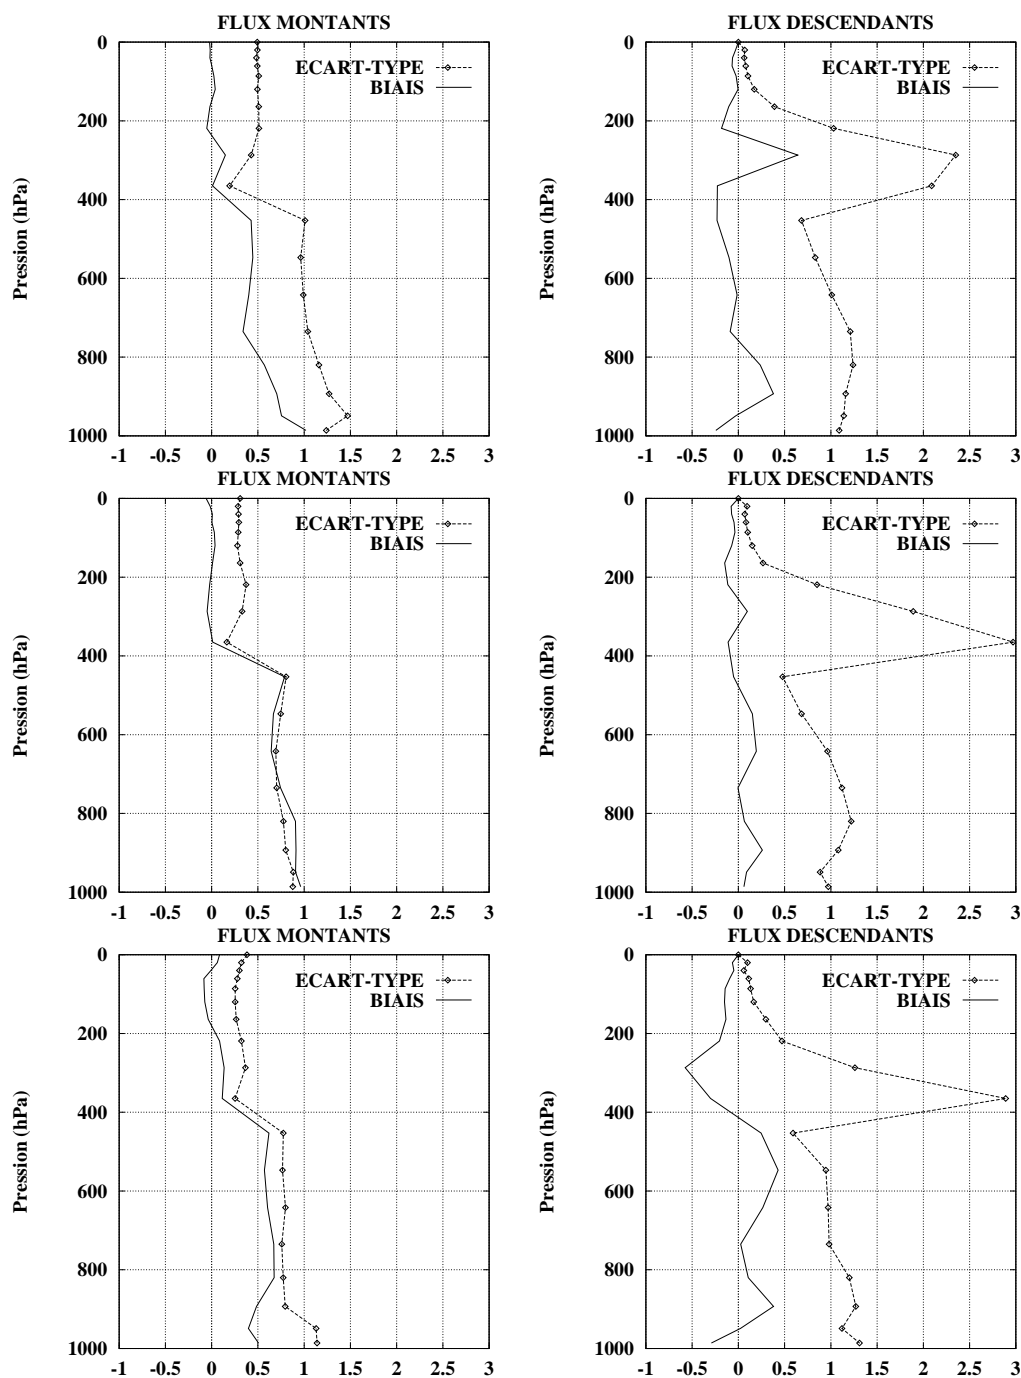 FLUX MONTANTS
0
200
400
600
800
1000
Pression (hPa)
ECART-TYPE
BIAIS
-1 -0.5 0 0.5 1 1.5 2 2.5 3
FLUX DESCENDANTS
0
200
400
600
800
1000
Pression (hPa)
ECART-TYPE
BIAIS
-1 -0.5 0 0.5 1 1.5 2 2.5 3
FLUX MONTANTS
0
200
400
600
800
1000
Pression (hPa)
ECART-TYPE
BIAIS
-1 -0.5 0 0.5 1 1.5 2 2.5 3
FLUX DESCENDANTS
0
200
400
600
800
1000
Pression (hPa)
ECART-TYPE
BIAIS
-1 -0.5 0 0.5 1 1.5 2 2.5 3
FLUX MONTANTS
0
200
400
600
800
1000
Pression (hPa)
ECART-TYPE
BIAIS
-1 -0.5 0 0.5 1 1.5 2 2.5 3
FLUX DESCENDANTS
0
200
400
600
800
1000
Pression (hPa)
ECART-TYPE
BIAIS
-1 -0.5 0 0.5 1 1.5 2 2.5 3